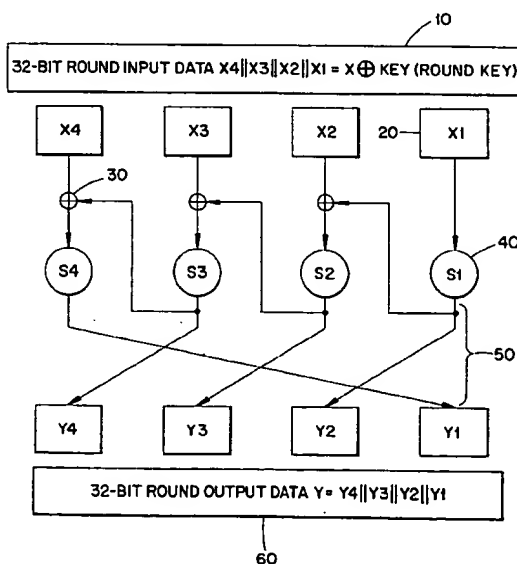 10
32-BIT ROUND INPUT DATA X4||X3||X2||X1 = X ⊕ KEY (ROUND KEY)
X4 X3 X2 20 X1
30
S4 S3 S2 S1 40
50
Y4 Y3 Y2 Y1
32-BIT ROUND OUTPUT DATA Y = Y4||Y3||Y2||Y1
60